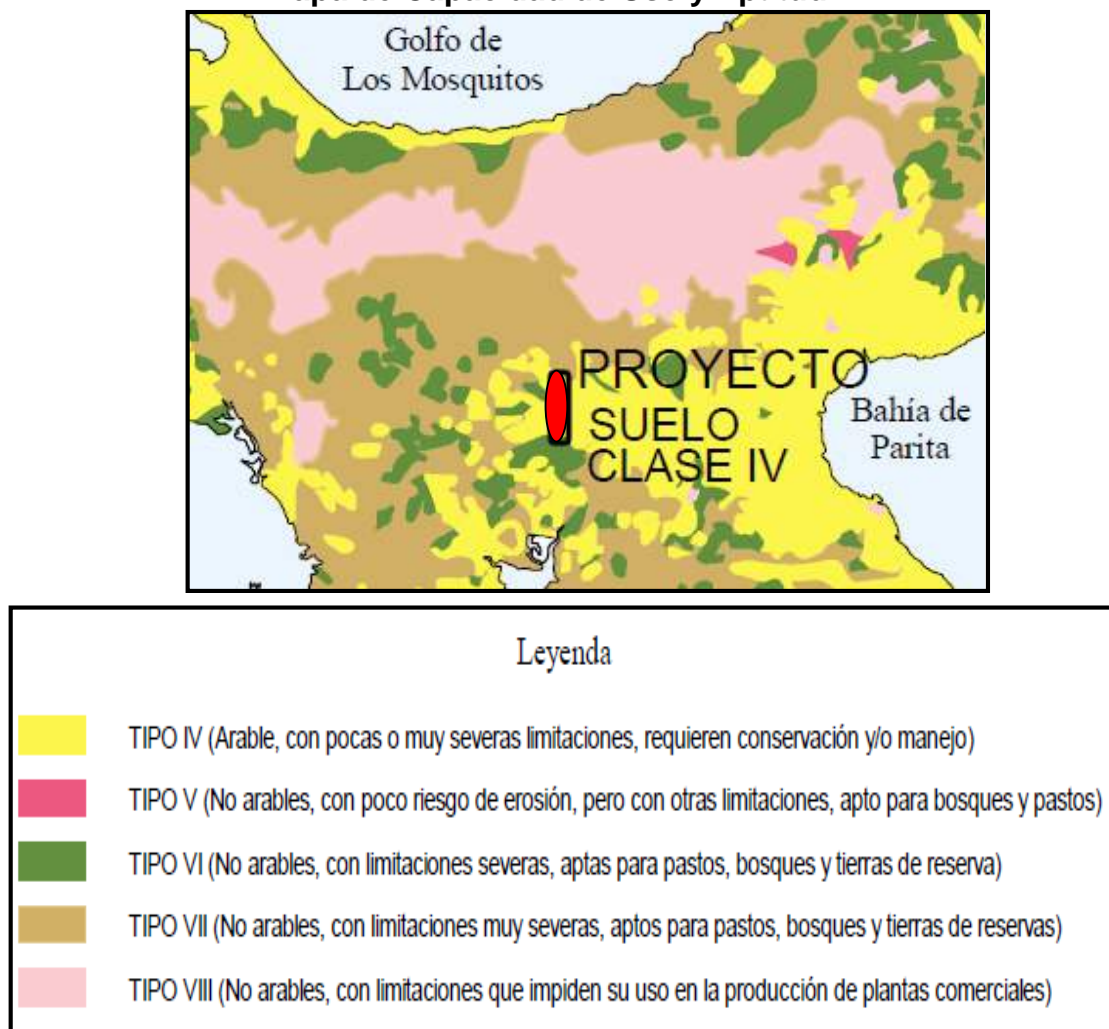 Golfo de
Los Mosquitos
PROYECTO
SUELO
CLASE IV
Bahía de
Parita
Leyenda
TIPO IV (Arable, con pocas o muy severas limitaciones, requieren conservación y/o manejo)
TIPO V (No arables, con poco riesgo de erosión, pero con otras limitaciones, apto para bosques y pastos)
TIPO VI (No arables, con limitaciones severas, aptas para pastos, bosques y tierras de reserva)
TIPO VII (No arables, con limitaciones muy severas, aptos para pastos, bosques y tierras de reservas)
TIPO VIII (No arables, con limitaciones que impiden su uso en la producción de plantas comerciales)